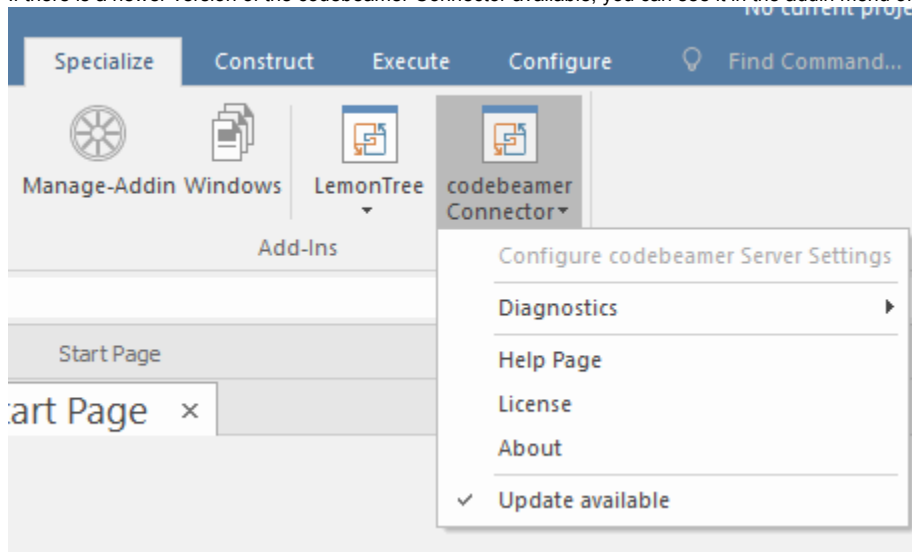 If there is a newer version of the codebeamer Connector available, you can see it in the addin menu
No current proje
Specialize Construct Execute Configure Find Command...
Manage-Addin Windows LemonTree codebeamer
Connector
Add-Ins
Configure codebeamer Server Settings
Diagnostics
Start Page
Help Page
License
art Page ×
About
✓ Update available